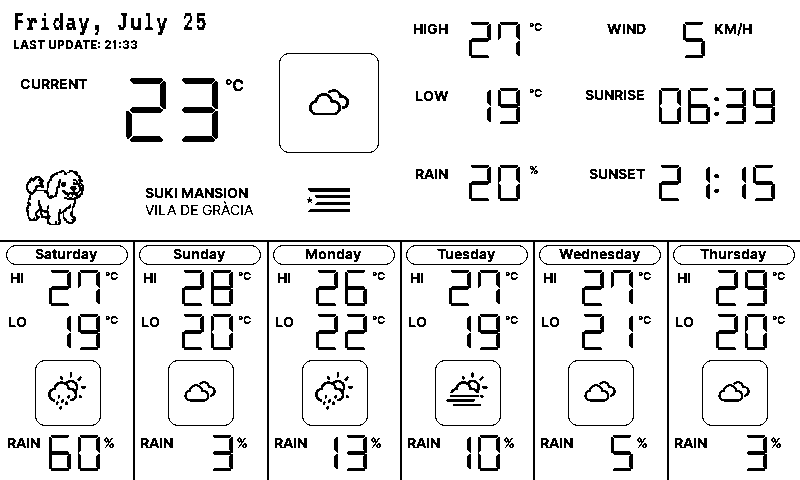 Friday, July 25
LAST UPDATE: 21:33
CURRENT 23 °C
SUKI MANSION
VILA DE GRÀCIA
HIGH 27 °C
LOW 19 °C
RAIN 20 %
WIND 5 KM/H
SUNRISE 06:39
SUNSET 21:15
Saturday
HI 27 °C
LO 19 °C
RAIN 60 %
Sunday
HI 28 °C
LO 20 °C
RAIN 3 %
Monday
HI 26 °C
LO 22 °C
RAIN 13 %
Tuesday
HI 27 °C
LO 19 °C
RAIN 10 %
Wednesday
HI 27 °C
LO 21 °C
RAIN 5 %
Thursday
HI 29 °C
LO 20 °C
RAIN 3 %